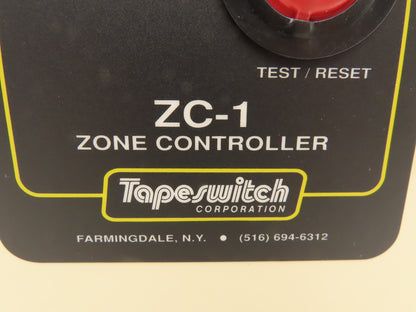 TEST / RESET
ZC-1
ZONE CONTROLLER
Tapeswitch
CORPORATION
FARMINGDALE, N.Y. • (516) 694-6312